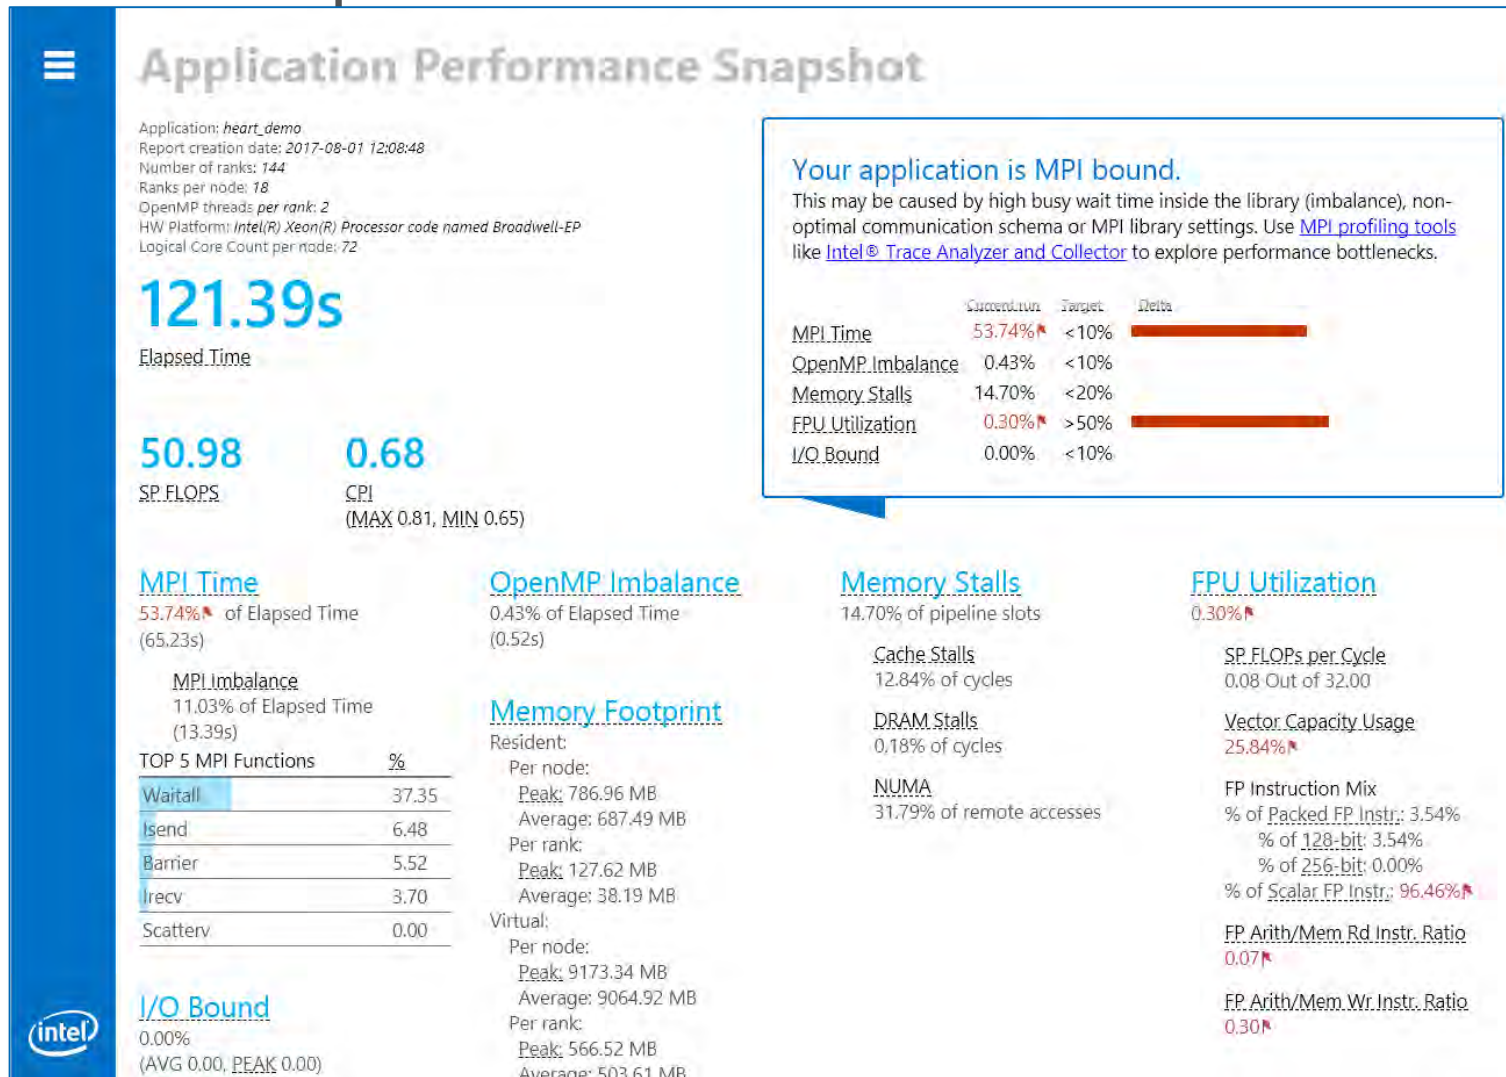 Application Performance Snapshot
Application: heart_demo
Report creation date: 2017-08-01 12:08:48
Number of ranks: 144
Ranks per node: 18
OpenMP threads per rank: 2
HW Platform: Intel(R) Xeon(R) Processor code named Broadwell-EP
Logical Core Count per node: 72
121.39s
Elapsed Time
50.98
SP FLOPS
0.68
CPI
(MAX 0.81, MIN 0.65)
Your application is MPI bound.
This may be caused by high busy wait time inside the library (imbalance), non-
optimal communication schema or MPI library settings. Use MPI profiling tools
like Intel® Trace Analyzer and Collector to explore performance bottlenecks.
Current run Target Delta
MPI Time 53.74% <10%
OpenMP Imbalance 0.43% <10%
Memory Stalls 14.70% <20%
FPU Utilization 0.30% >50%
I/O Bound 0.00% <10%
MPI Time
53.74% of Elapsed Time
(65.23s)
MPI Imbalance
11.03% of Elapsed Time
(13.39s)
TOP 5 MPI Functions %
Waitall 37.35
Isend 6.48
Barrier 5.52
Irecv 3.70
Scatterv 0.00
I/O Bound
0.00%
(AVG 0.00, PEAK 0.00)
OpenMP Imbalance
0.43% of Elapsed Time
(0.52s)
Memory Footprint
Resident:
Per node:
Peak: 786.96 MB
Average: 687.49 MB
Per rank:
Peak: 127.62 MB
Average: 38.19 MB
Virtual:
Per node:
Peak: 9173.34 MB
Average: 9064.92 MB
Per rank:
Peak: 566.52 MB
Average: 503.61 MB
Memory Stalls
14.70% of pipeline slots
Cache Stalls
12.84% of cycles
DRAM Stalls
0.18% of cycles
NUMA
31.79% of remote accesses
FPU Utilization
0.30%
SP FLOPs per Cycle
0.08 Out of 32.00
Vector Capacity Usage
25.84%
FP Instruction Mix
% of Packed FP Instr.: 3.54%
% of 128-bit: 3.54%
% of 256-bit: 0.00%
% of Scalar FP Instr.: 96.46%
FP Arith/Mem Rd Instr. Ratio
0.07
FP Arith/Mem Wr Instr. Ratio
0.30
intel